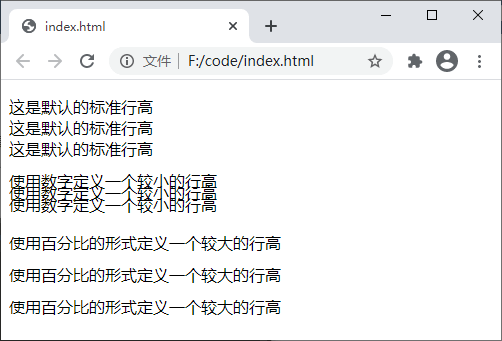 index.html
文件 F:/code/index.html
这是默认的标准行高
这是默认的标准行高
这是默认的标准行高
使用数字定义一个较小的行高
使用数字定义一个较小的行高
使用数字定义一个较小的行高
使用百分比的形式定义一个较大的行高
使用百分比的形式定义一个较大的行高
使用百分比的形式定义一个较大的行高